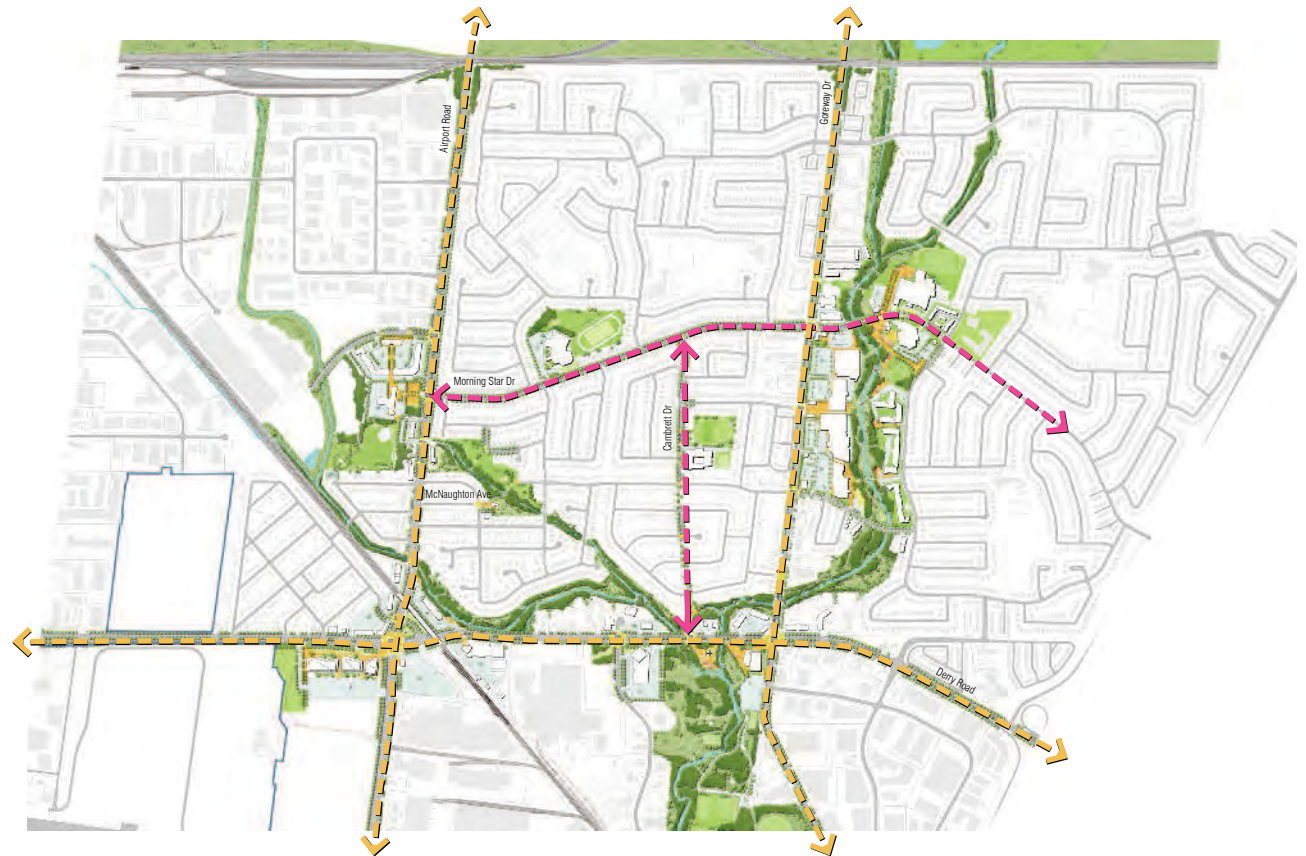 Airport Road
Goreway Dr
Morning Star Dr
Cambrett Dr
McNaughton Ave
Derry Road